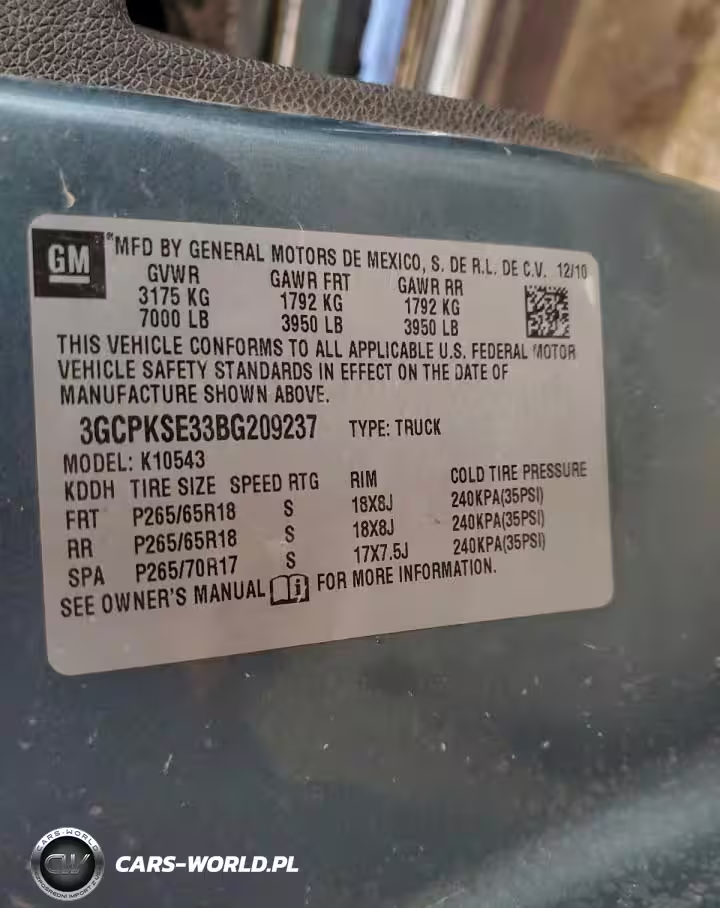 GM
MFD BY GENERAL MOTORS DE MEXICO, S. DE R.L. DE C.V. 12/10
GVWR GAWR FRT GAWR RR
3175 KG 1792 KG 1792 KG
7000 LB 3950 LB 3950 LB
THIS VEHICLE CONFORMS TO ALL APPLICABLE U.S. FEDERAL MOTOR
VEHICLE SAFETY STANDARDS IN EFFECT ON THE DATE OF
MANUFACTURE SHOWN ABOVE.
3GCPKSE33BG209237 TYPE: TRUCK
MODEL: K10543
KDDH TIRE SIZE SPEED RTG RIM COLD TIRE PRESSURE
FRT P265/65R18 S 18X8J 240KPA(35PSI)
RR P265/65R18 S 18X8J 240KPA(35PSI)
SPA P265/70R17 S 17X7.5J 240KPA(35PSI)
SEE OWNER'S MANUAL FOR MORE INFORMATION.
CARS-WORLD
CW
CARS-WORLD.PL